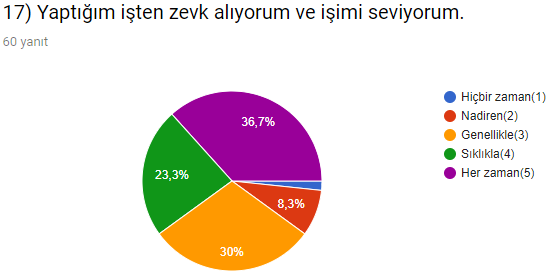 17) Yaptığım işten zevk alıyorum ve işimi seviyorum.
60 yanıt
Hiçbir zaman(1)
Nadiren(2)
Genellikle(3)
Sıklıkla(4)
Her zaman(5)
36,7%
23,3%
8,3%
30%